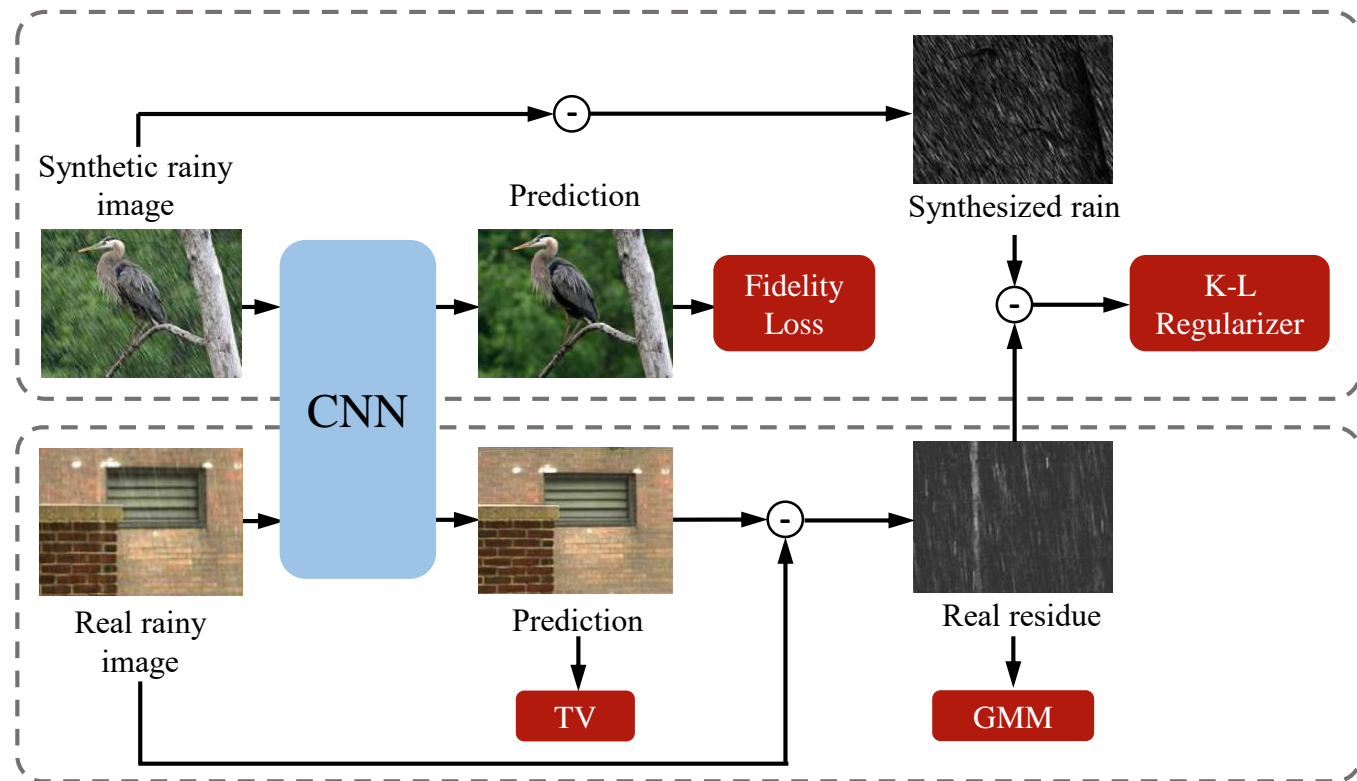 -
Synthetic rainy
image
Prediction
Synthesized rain
Fidelity
Loss
-
K-L
Regularizer
CNN
-
Real rainy
image
Prediction
Real residue
TV
GMM